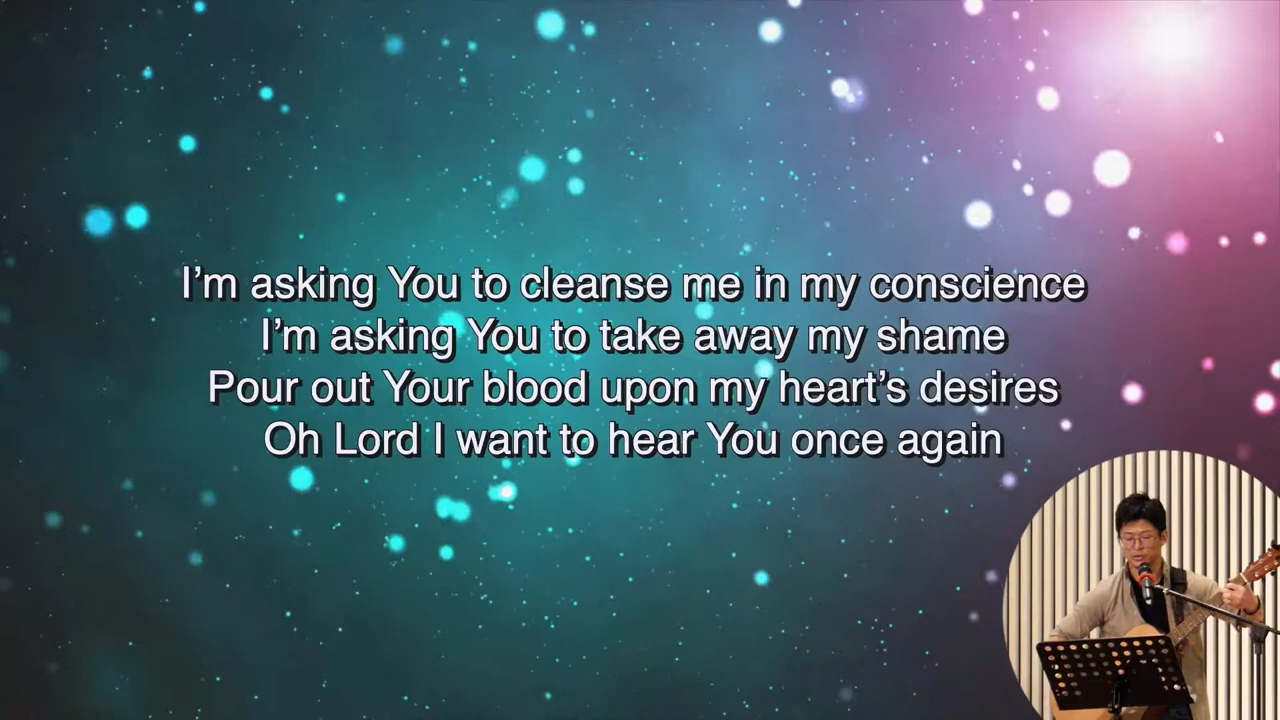 I’m asking You to cleanse me in my conscience
I’m asking You to take away my shame
Pour out Your blood upon my heart’s desires
Oh Lord I want to hear You once again